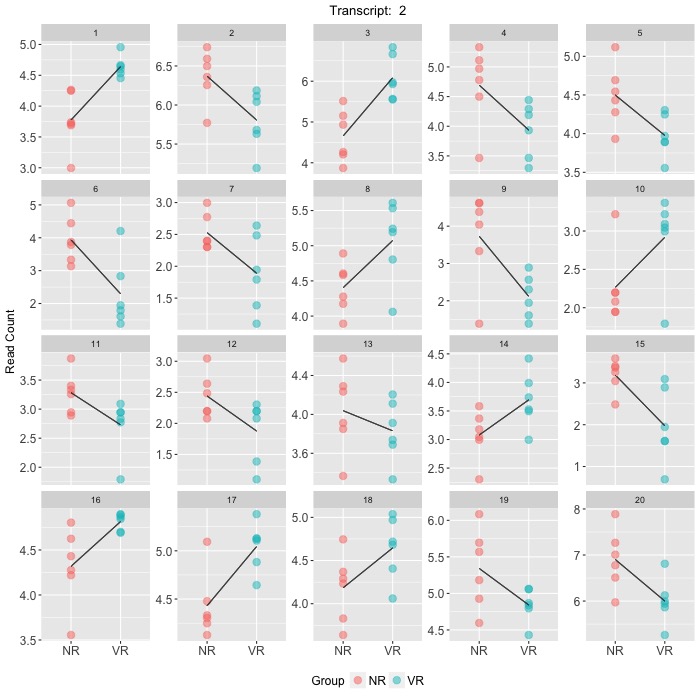 Transcript:  2
1 2 3 4 5
5.0 4.5 4.0 3.5 3.0
6.5 6.0 5.5
6 5 4
5.0 4.5 4.0 3.5
5.0 4.5 4.0 3.5
6 7 8 9 10
5 4 3 2
3.0 2.5 2.0 1.5
5.5 5.0 4.5 4.0
4 3 2
3.0 2.5 2.0
Read Count
11 12 13 14 15
3.5 3.0 2.5 2.0
3.0 2.5 2.0 1.5
4.4 4.0 3.6
4.5 4.0 3.5 3.0 2.5
3 2 1
16 17 18 19 20
4.5 4.0 3.5
5.0 4.5
5.0 4.5 4.0
6.0 5.5 5.0 4.5
8 7 6
NR VR NR VR NR VR NR VR NR VR
Group NR VR